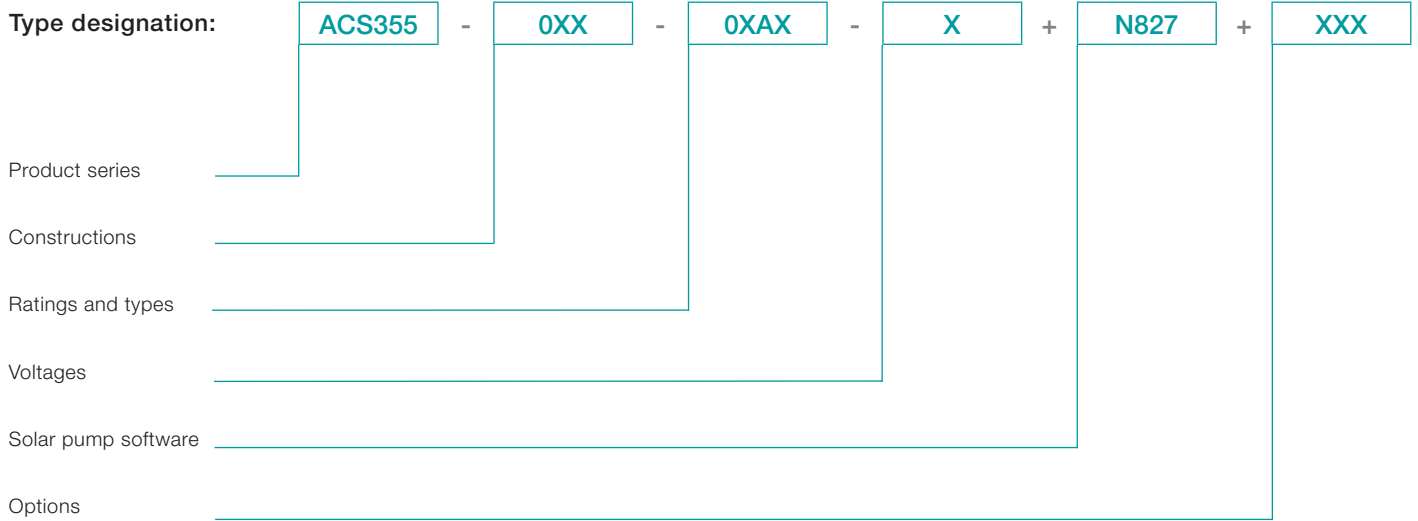 Type designation: ACS355 - 0XX - 0XAX - X + N827 + XXX
Product series
Constructions
Ratings and types
Voltages
Solar pump software
Options